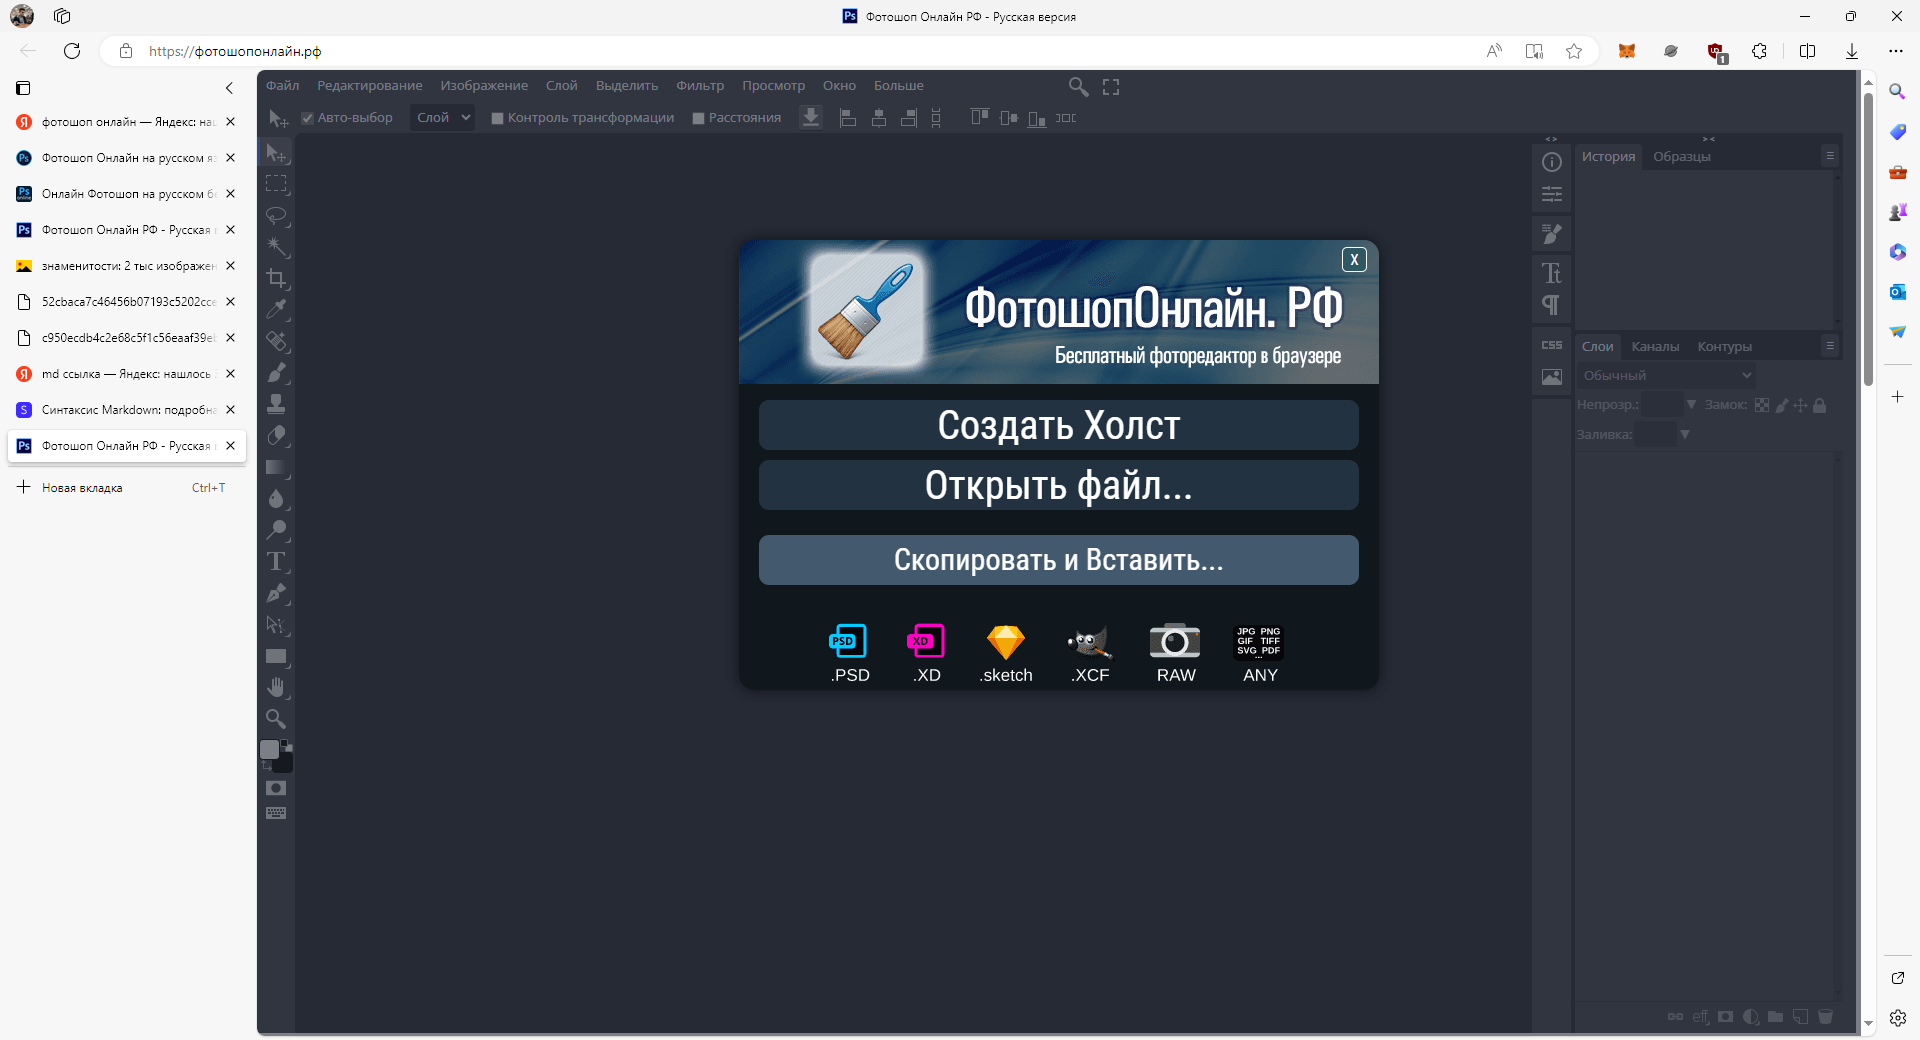 Фотошоп Онлайн РФ - Русская версия
https://фотошопонлайн.рф
1
фотошоп онлайн — Яндекс: на
Фотошоп Онлайн на русском я
Онлайн Фотошоп на русском б
Фотошоп Онлайн РФ - Русская
знаменитости: 2 тыс изображен
52cbaca7c46456b07193c5202cce
c950ecdb4c2e68c5f1c56eaaf39e
md ссылка — Яндекс: нашлось
Синтаксис Markdown: подробна
Фотошоп Онлайн РФ - Русская
Новая вкладка Ctrl+T
Файл Редактирование Изображение Слой Выделить Фильтр Просмотр Окно Больше
Авто-выбор Слой Контроль трансформации Расстояния
X
ФотошопОнлайн. РФ
Бесплатный фоторедактор в браузере
Создать Холст
Открыть файл...
Скопировать и Вставить...
PSD XD JPG PNG
GIF TIFF
SVG PDF
...
.PSD .XD .sketch .XCF RAW ANY
< > > <
История Образцы
CSS
Слои Каналы Контуры
Обычный
Непрозр.: Замок:
Заливка:
eff